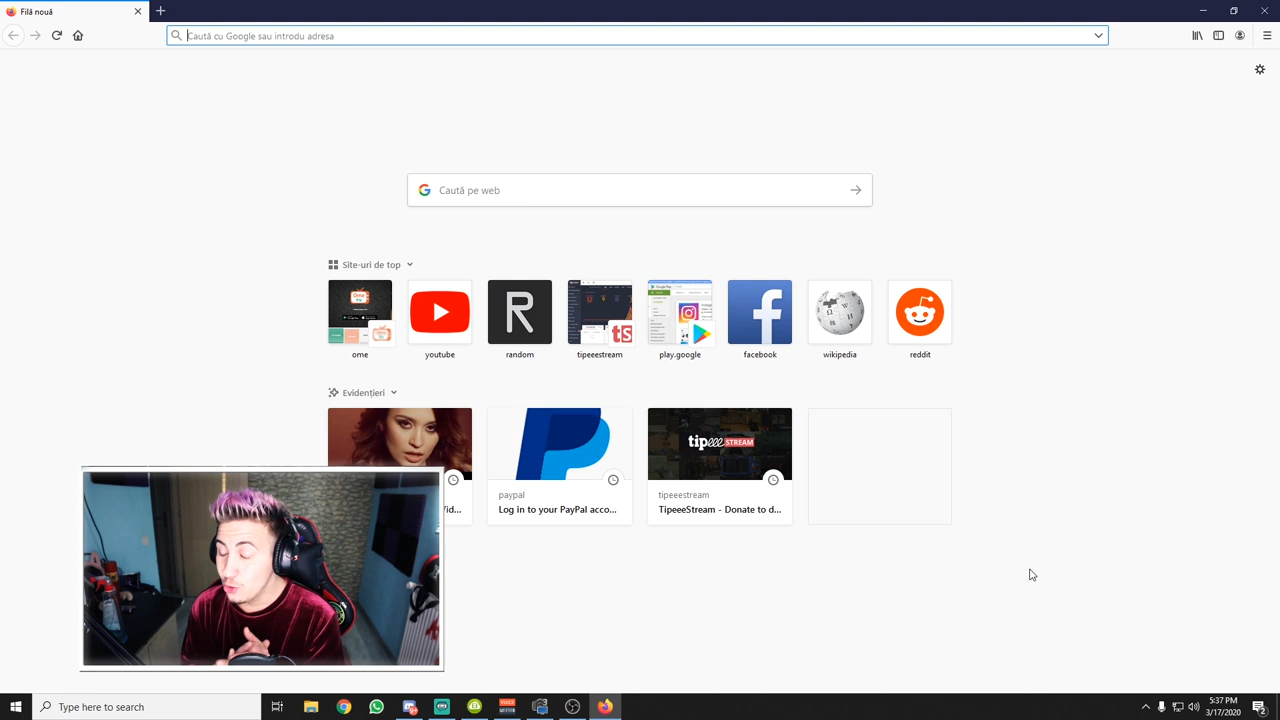 Filă nouă
Caută cu Google sau introdu adresa
Caută pe web
Site-uri de top
ome
youtube
R
random
ts
tipeeestream
play.google
facebook
wikipedia
reddit
Evidențieri
tipeee STREAM
paypal
tipeeestream
Log in to your PayPal acco...
TipeeeStream - Donate to d...
Type here to search
5:37 PM
3/17/2020
2